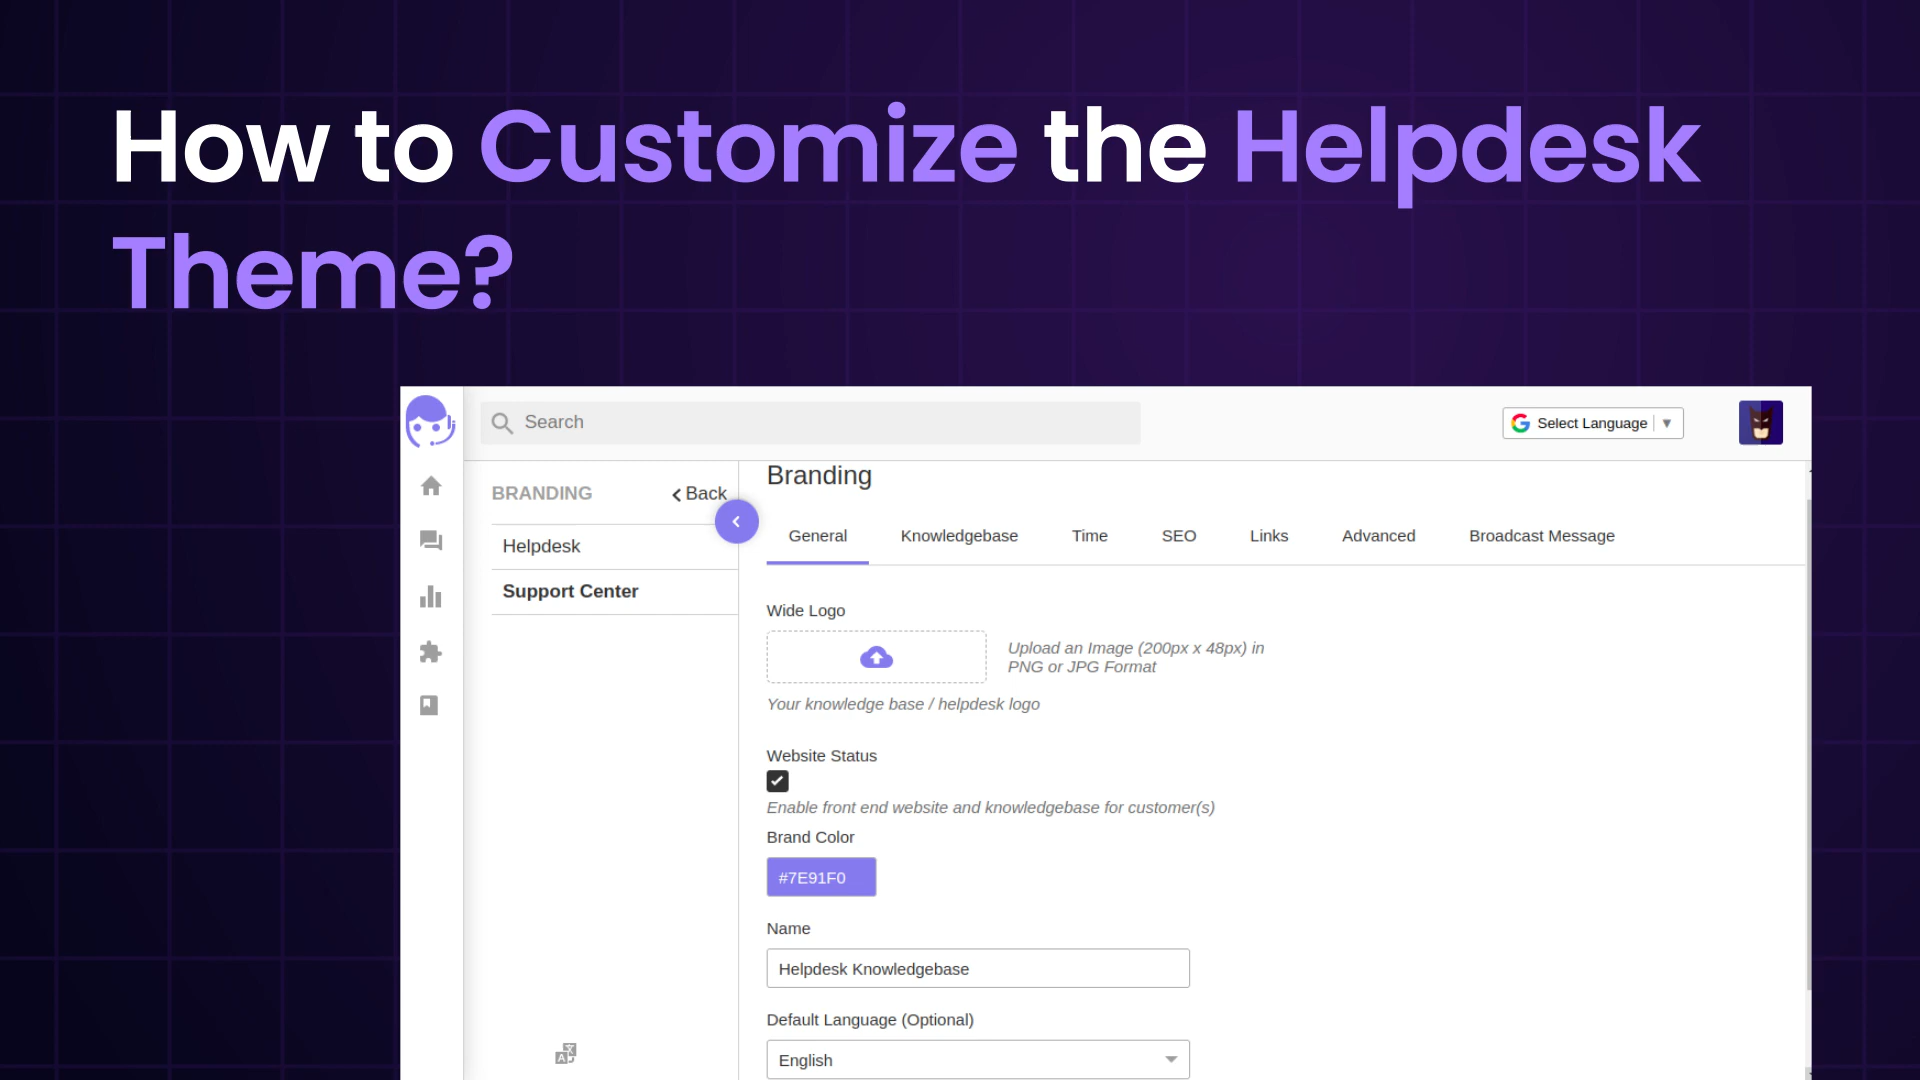 How to Customize the Helpdesk
Theme?
Search
Select Language
BRANDING
Back
Helpdesk
Support Center
Branding
General Knowledgebase Time SEO Links Advanced Broadcast Message
Wide Logo
Upload an Image (200px x 48px) in
PNG or JPG Format
Your knowledge base / helpdesk logo
Website Status
Enable front end website and knowledgebase for customer(s)
Brand Color
#7E91F0
Name
Helpdesk Knowledgebase
Default Language (Optional)
English